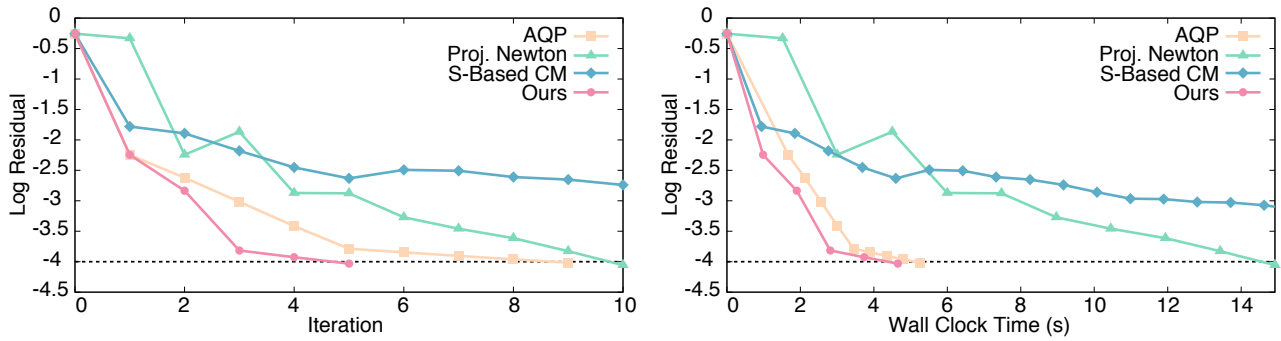 0
-0.5
-1
-1.5
-2
-2.5
-3
-3.5
-4
-4.5
Log Residual
0 2 4 6 8 10
Iteration
AQP
Proj. Newton
S-Based CM
Ours
0
-0.5
-1
-1.5
-2
-2.5
-3
-3.5
-4
-4.5
Log Residual
0 2 4 6 8 10 12 14
Wall Clock Time (s)
AQP
Proj. Newton
S-Based CM
Ours